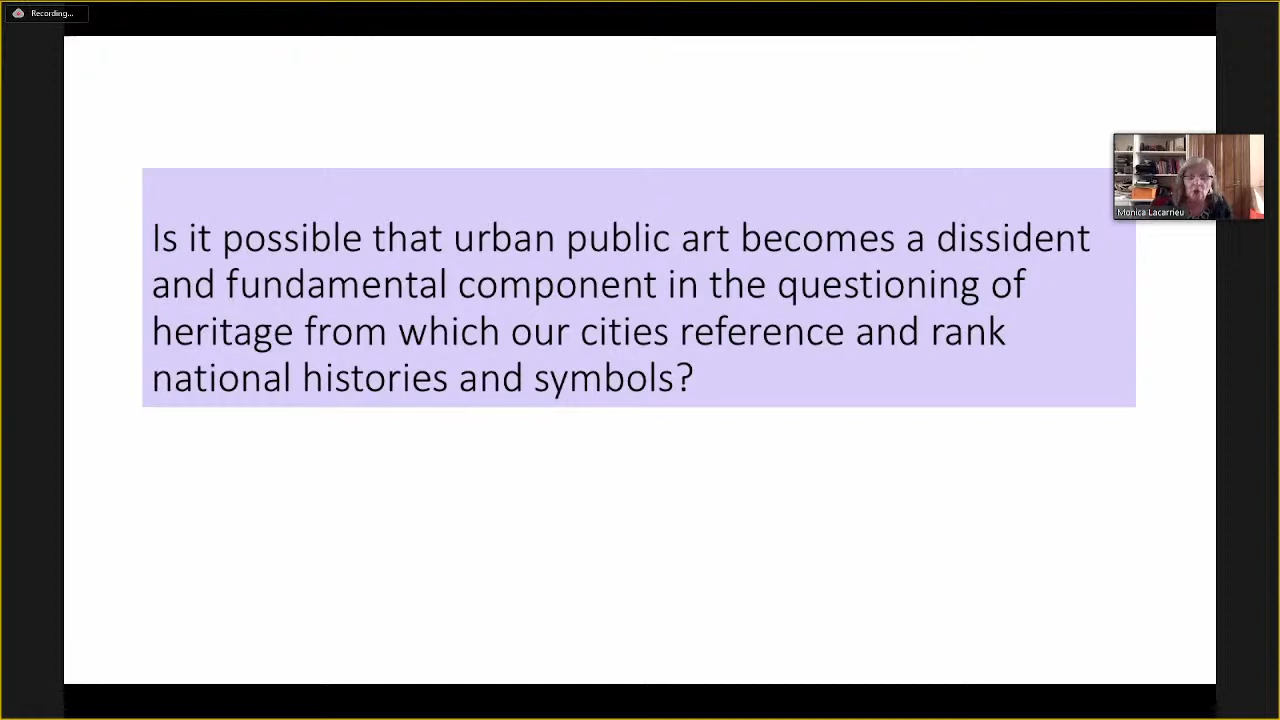 Recording...
Is it possible that urban public art becomes a dissident
and fundamental component in the questioning of
heritage from which our cities reference and rank
national histories and symbols?
Monica Lacarrieu